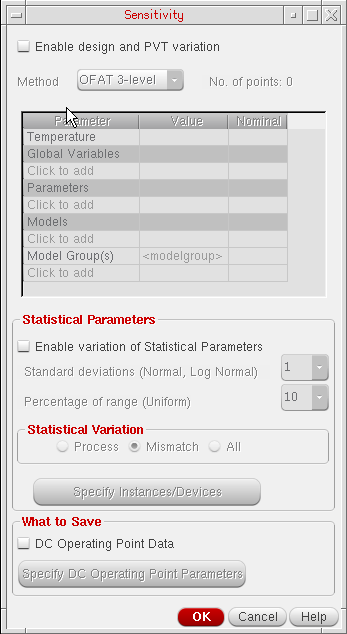 Sensitivity
Enable design and PVT variation
Method OFAT 3-level No. of points: 0
Parameter Value Nominal
Temperature
Global Variables
Click to add
Parameters
Click to add
Models
Click to add
Model Group(s) <modelgroup>
Click to add
Statistical Parameters
Enable variation of Statistical Parameters
Standard deviations (Normal, Log Normal) 1
Percentage of range (Uniform) 10
Statistical Variation
Process Mismatch All
Specify Instances/Devices
What to Save
DC Operating Point Data
Specify DC Operating Point Parameters
OK Cancel Help